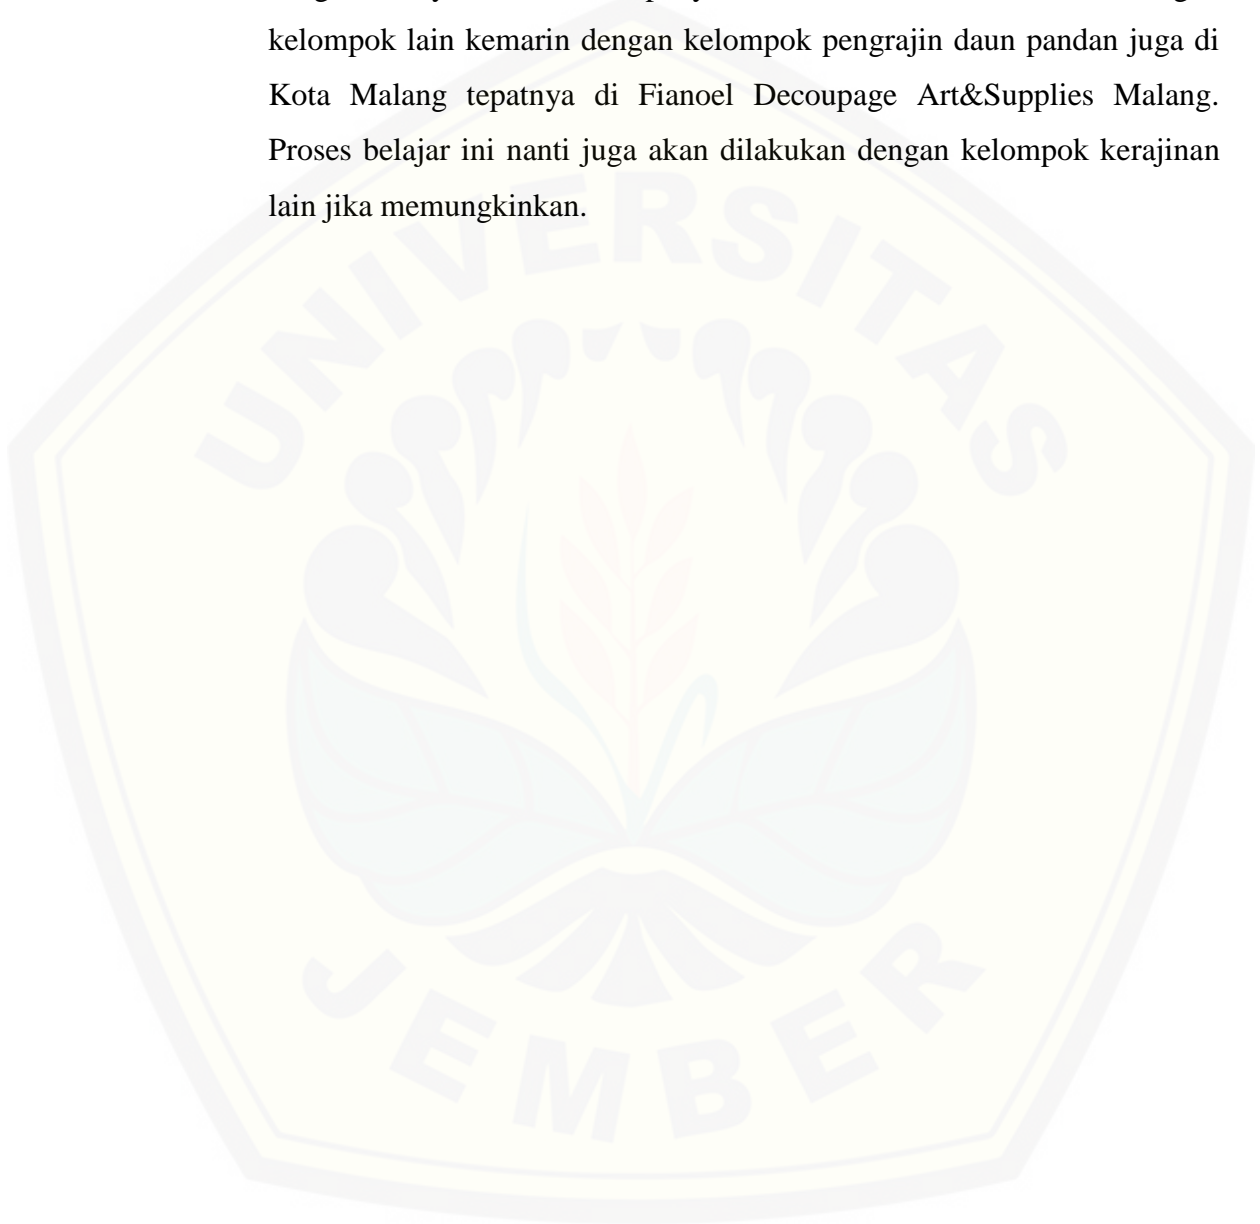 kelompok lain kemarin dengan kelompok pengrajin daun pandan juga di
Kota Malang tepatnya di Fianoel Decoupage Art&Supplies Malang.
Proses belajar ini nanti juga akan dilakukan dengan kelompok kerajinan
lain jika memungkinkan.
UNIVERSITAS
JEMBER